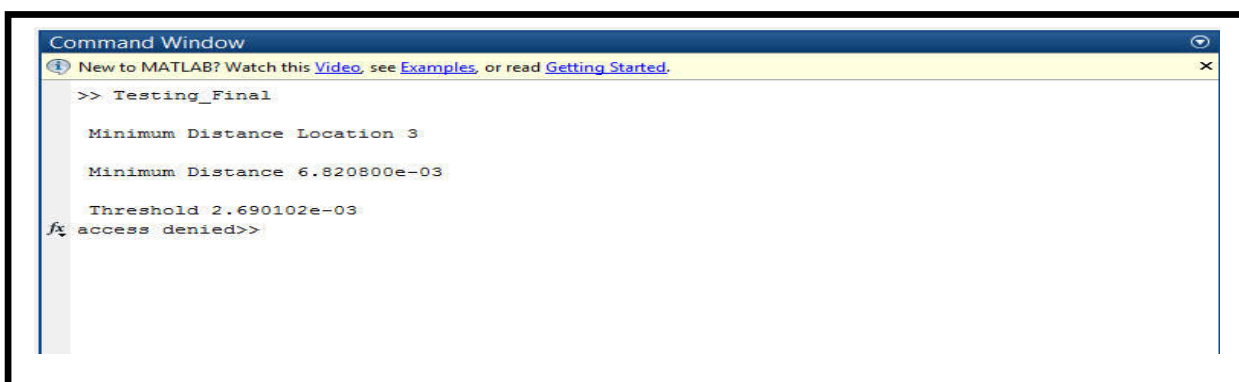 Command Window
New to MATLAB? Watch this Video, see Examples, or read Getting Started.
>> Testing_Final
Minimum Distance Location 3
Minimum Distance 6.820800e-03
Threshold 2.690102e-03
fx access denied>>